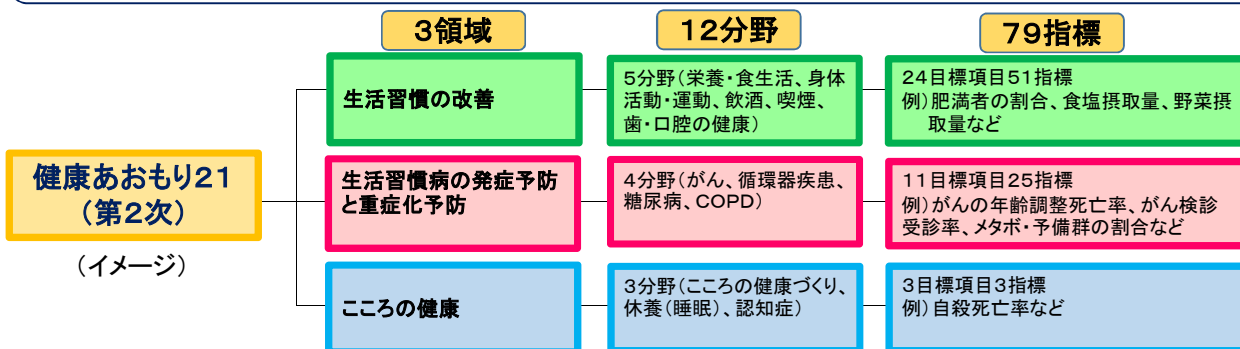 3領域
12分野
79指標
生活習慣の改善
5分野(栄養・食生活、身体
活動・運動、飲酒、喫煙、
歯・口腔の健康)
24目標項目51指標
例)肥満者の割合、食塩摂取量、野菜摂
取量など
健康あおもり21
(第2次)
(イメージ)
生活習慣病の発症予防
と重症化予防
4分野(がん、循環器疾患、
糖尿病、COPD)
11目標項目25指標
例)がんの年齢調整死亡率、がん検診
受診率、メタボ・予備群の割合など
こころの健康
3分野(こころの健康づくり、
休養(睡眠)、認知症)
3目標項目3指標
例)自殺死亡率など